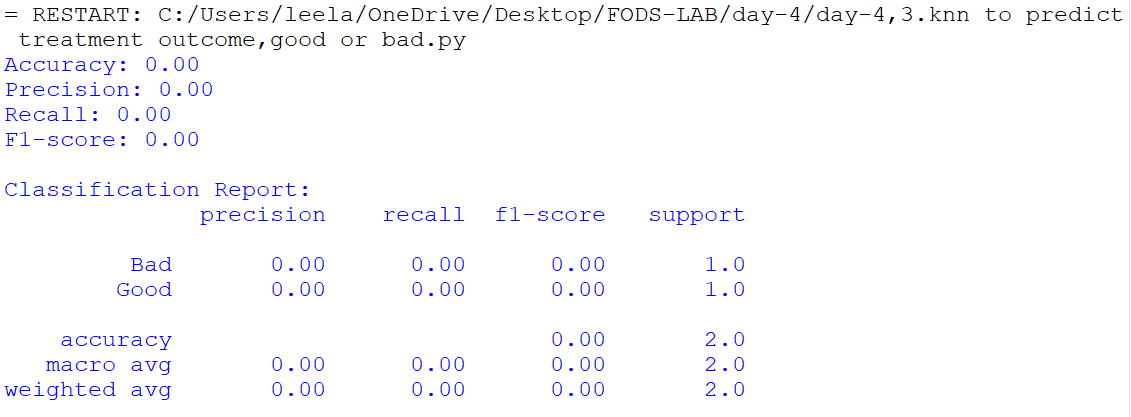 = RESTART: C:/Users/leela/OneDrive/Desktop/FODS-LAB/day-4/day-4,3.knn to predict
 treatment outcome,good or bad.py
Accuracy: 0.00
Precision: 0.00
Recall: 0.00
F1-score: 0.00

Classification Report:
              precision    recall  f1-score   support

         Bad       0.00      0.00      0.00       1.0
        Good       0.00      0.00      0.00       1.0

    accuracy                           0.00       2.0
   macro avg       0.00      0.00      0.00       2.0
weighted avg       0.00      0.00      0.00       2.0